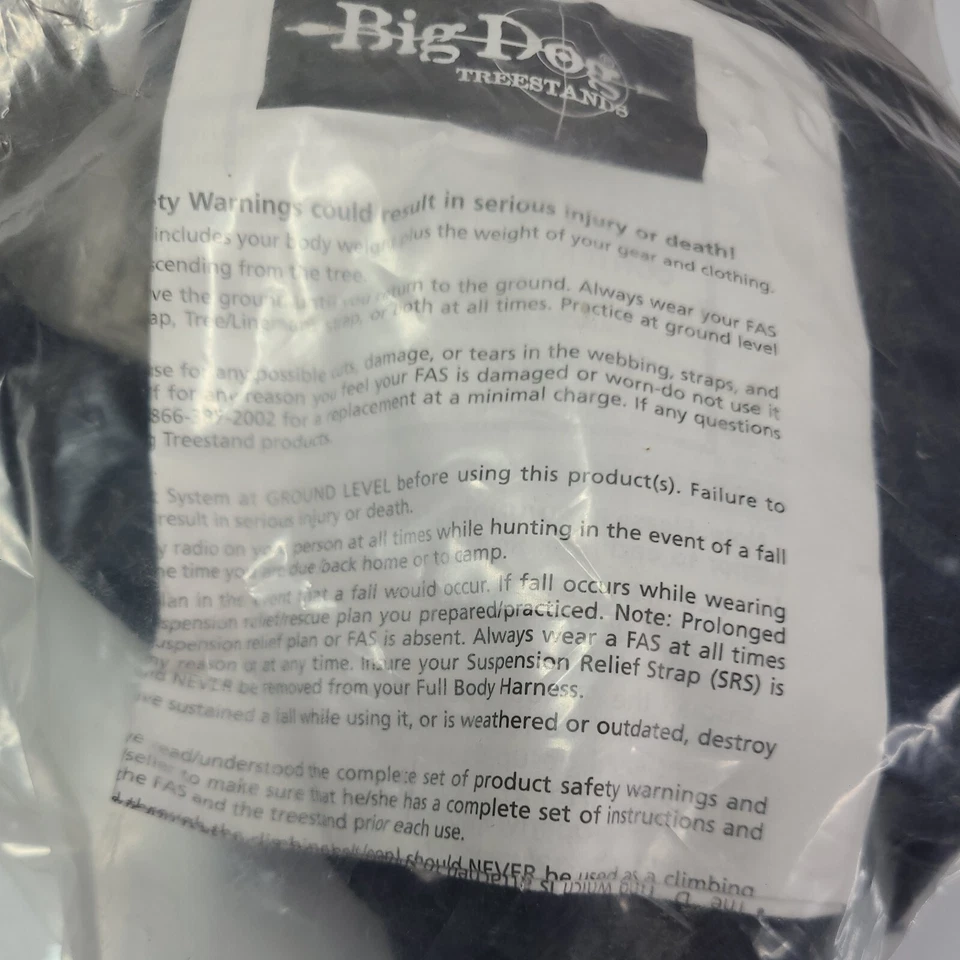 Big Dog
TREESTANDS
ty Warnings could result in serious injury or death!
includes your body weight plus the weight of your gear and clothing.
scending from the tree.
ve the ground until you return to the ground. Always wear your FAS
ap, Tree/Lineman's strap, or both at all times. Practice at ground level
se for any possible cuts, damage, or tears in the webbing, straps, and
f for any reason you feel your FAS is damaged or worn-do not use it
-2002 for a replacement at a minimal charge. If any questions
Treestand products.
System at GROUND LEVEL before using this product(s). Failure to
result in serious injury or death.
y radio on your person at all times while hunting in the event of a fall
he time you are due back home or to camp.
lan in the event that a fall would occur. If fall occurs while wearing
spension relief/rescue plan you prepared/practiced. Note: Prolonged
uspension relief plan or FAS is absent. Always wear a FAS at all times
ny reason or at any time. Insure your Suspension Relief Strap (SRS) is
and NEVER be removed from your Full Body Harness.
ave sustained a fall while using it, or is weathered or outdated, destroy
ve read/understood the complete set of product safety warnings and
/seller to make sure that he/she has a complete set of instructions and
the FAS and the treestand prior each use.
should NEVER be used as a climbing